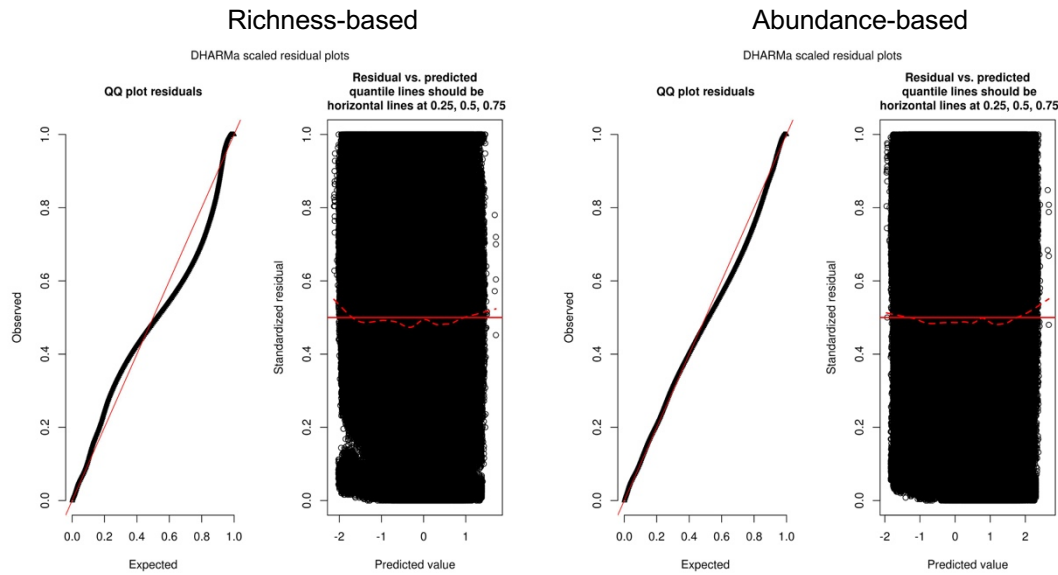 Richness-based
DHARMa scaled residual plots
QQ plot residuals
Observed
0.0 0.2 0.4 0.6 0.8 1.0
0.0 0.2 0.4 0.6 0.8 1.0
Expected
Residual vs. predicted
quantile lines should be
horizontal lines at 0.25, 0.5, 0.75
Standardized residual
0.0 0.2 0.4 0.6 0.8 1.0
-2 -1 0 1
Predicted value
Abundance-based
DHARMa scaled residual plots
QQ plot residuals
Observed
0.0 0.2 0.4 0.6 0.8 1.0
0.0 0.2 0.4 0.6 0.8 1.0
Expected
Residual vs. predicted
quantile lines should be
horizontal lines at 0.25, 0.5, 0.75
Standardized residual
0.0 0.2 0.4 0.6 0.8 1.0
-2 -1 0 1 2
Predicted value